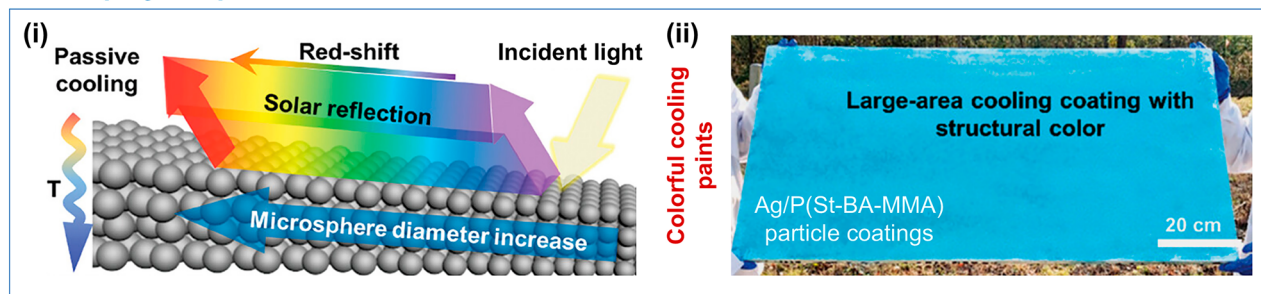 (i)
Passive
cooling
Red-shift
Incident light
Solar reflection
T
Microsphere diameter increase
(ii)
Colorful cooling
paints
Large-area cooling coating with
structural color
Ag/P(St-BA-MMA)
particle coatings
20 cm